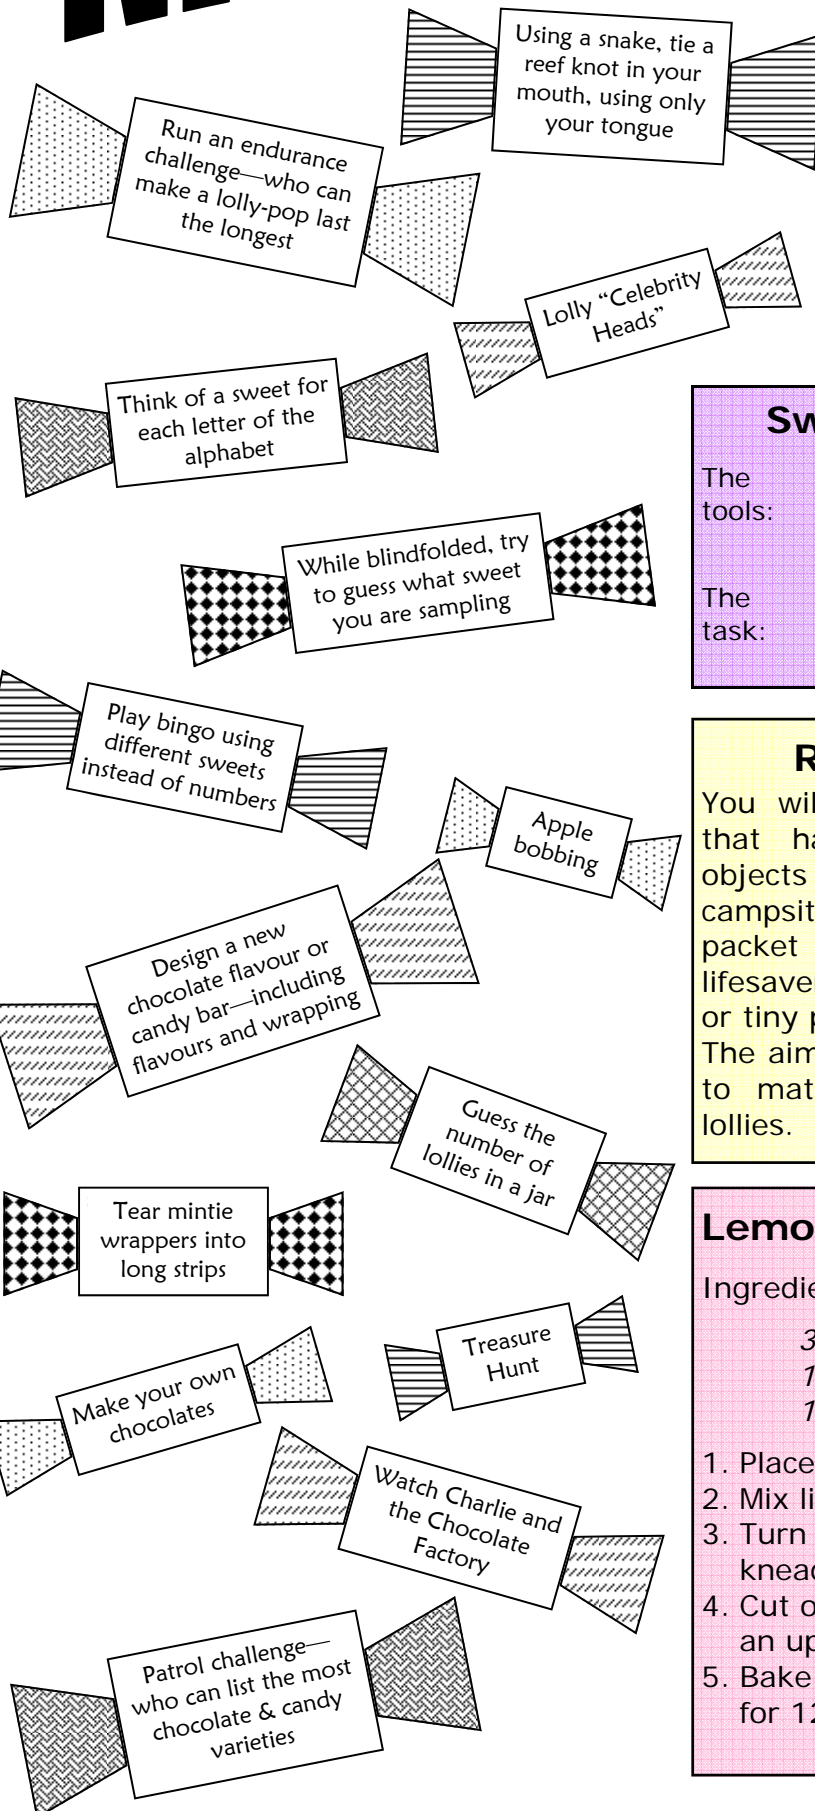 Using a snake, tie a
reef knot in your
mouth, using only
your tongue
Run an endurance
challenge—who can
make a lolly-pop last
the longest
Lolly “Celebrity
Heads”
Think of a sweet for
each letter of the
alphabet
While blindfolded, try
to guess what sweet
you are sampling
Play bingo using
different sweets
instead of numbers
Apple
bobbing
Design a new
chocolate flavour or
candy bar—including
flavours and wrapping
Guess the
number of
lollies in a jar
Tear mintie
wrappers into
long strips
Treasure
Hunt
Make your own
chocolates
Watch Charlie and
the Chocolate
Factory
Patrol challenge—
who can list the most
chocolate & candy
varieties
Sw
The
tools:
The
task:
R
You wil
that ha
objects
campsit
packet
lifesaver
or tiny p
The aim
to mat
lollies.
Lemo
Ingredie
3
1
1
1. Place
2. Mix li
3. Turn
knead
4. Cut o
an up
5. Bake
for 12